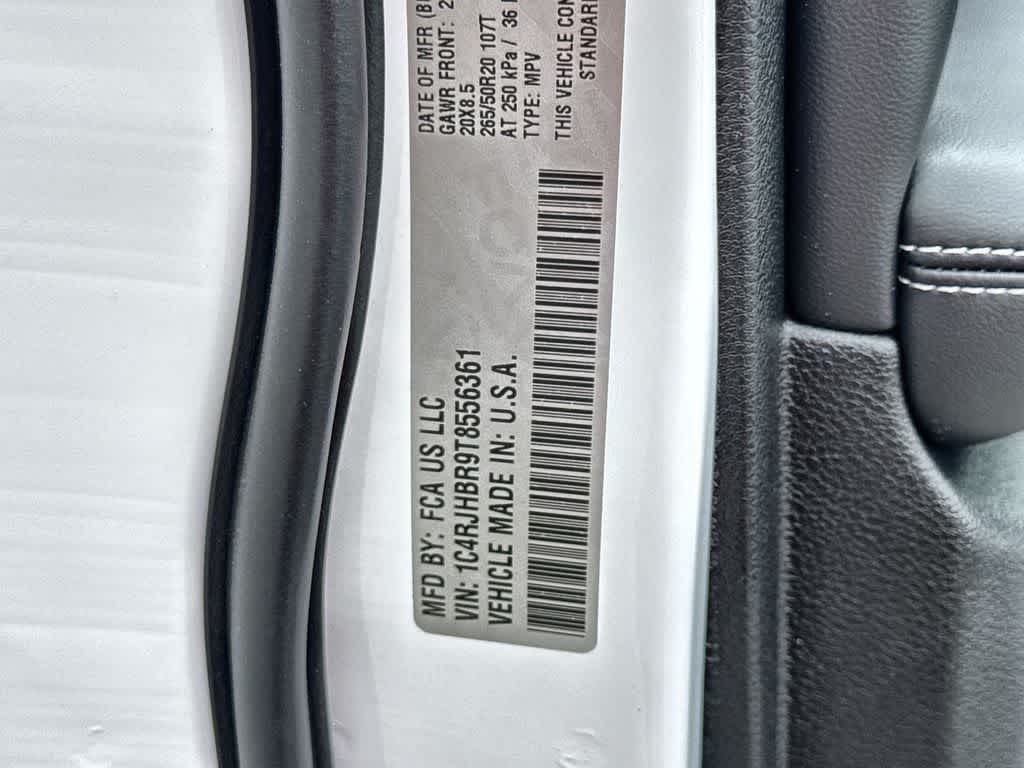 MFD BY: FCA US LLC
VIN: 1C4RJHBR9T8556361
VEHICLE MADE IN: U.S.A.
DATE OF MFR
GAWR FRONT:
20X8.5
265/50R20 107T
AT 250 kPa / 36
TYPE: MPV
THIS VEHICLE